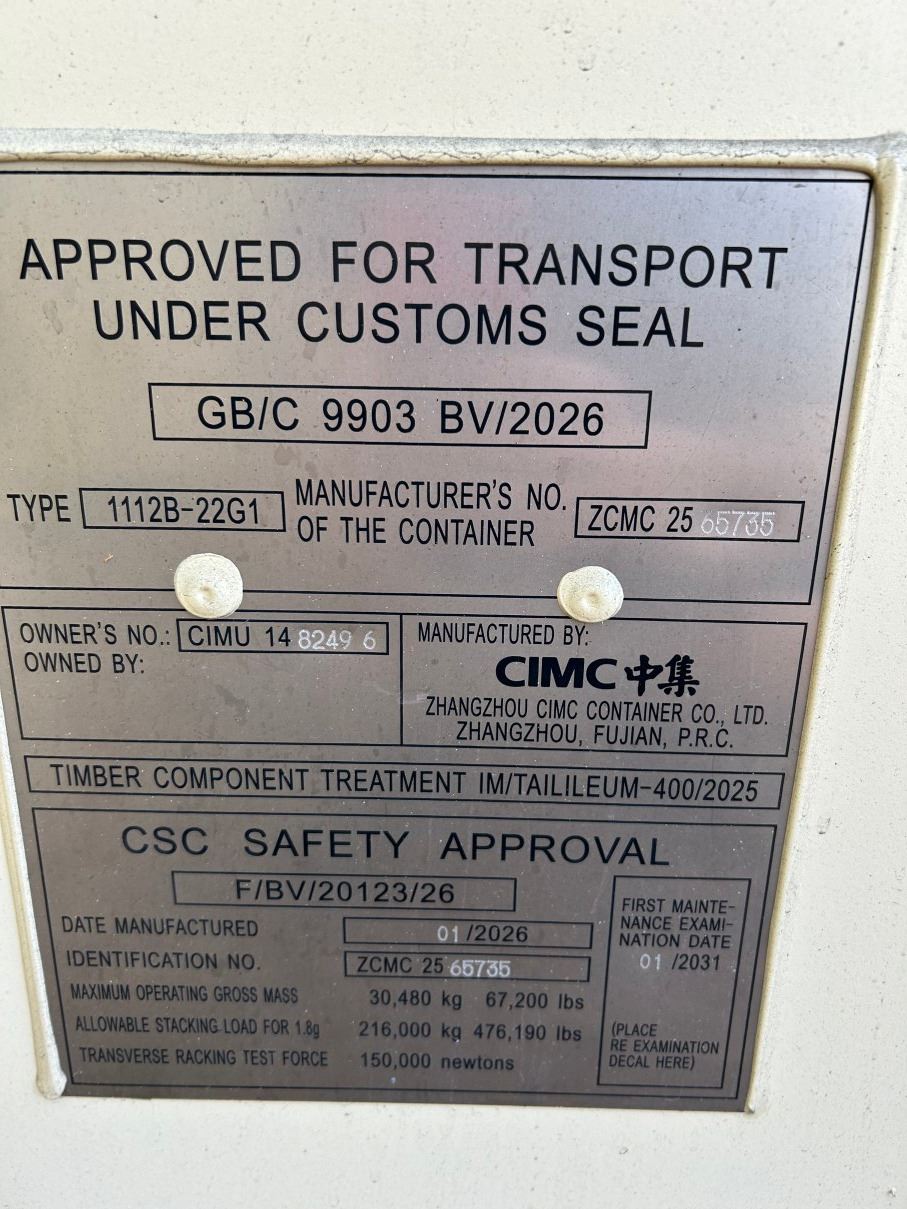 APPROVED FOR TRANSPORT
UNDER CUSTOMS SEAL
GB/C 9903 BV/2026
TYPE 1112B-22G1
MANUFACTURER'S NO.
OF THE CONTAINER
ZCMC 25 65735
OWNER'S NO.: CIMU 14 8249 6
OWNED BY:
MANUFACTURED BY:
CIMC 中集
ZHANGZHOU CIMC CONTAINER CO., LTD.
ZHANGZHOU, FUJIAN, P.R.C.
TIMBER COMPONENT TREATMENT IM/TAILILEUM-400/2025
CSC SAFETY APPROVAL
F/BV/20123/26
DATE MANUFACTURED 01 /2026
IDENTIFICATION NO. ZCMC 25 65735
MAXIMUM OPERATING GROSS MASS 30,480 kg 67,200 lbs
ALLOWABLE STACKING LOAD FOR 1.8g 216,000 kg 476,190 lbs
TRANSVERSE RACKING TEST FORCE 150,000 newtons
FIRST MAINTE-
NANCE EXAMI-
NATION DATE
01 /2031
(PLACE
RE EXAMINATION
DECAL HERE)